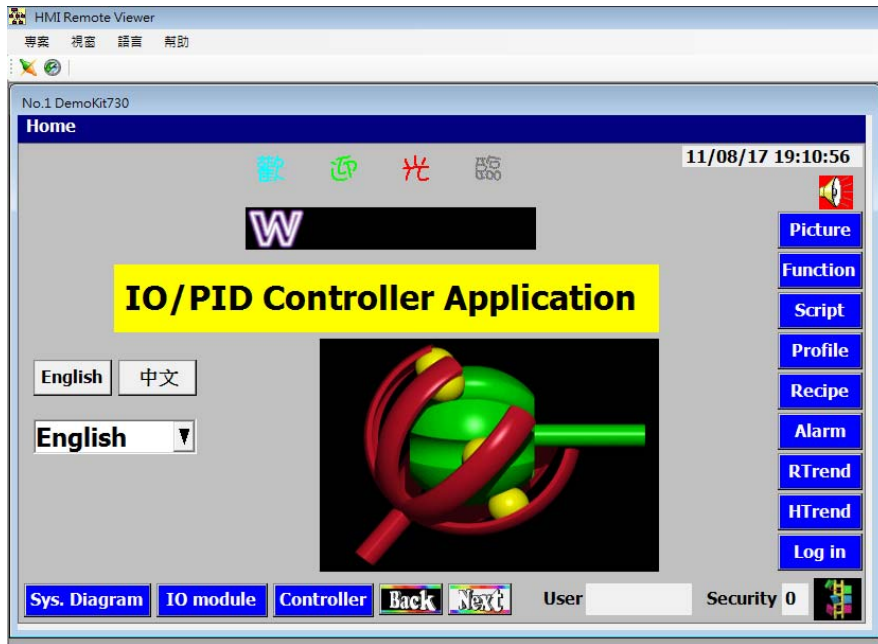 HMI Remote Viewer
專案 視窗 語言 幫助
No.1 DemoKit730
Home
歡 迎 光 臨
11/08/17 19:10:56
W
Picture
Function
IO/PID Controller Application
Script
Profile
English 中文
Recipe
English
Alarm
RTrend
HTrend
Log in
Sys. Diagram IO module Controller Back Next User Security 0